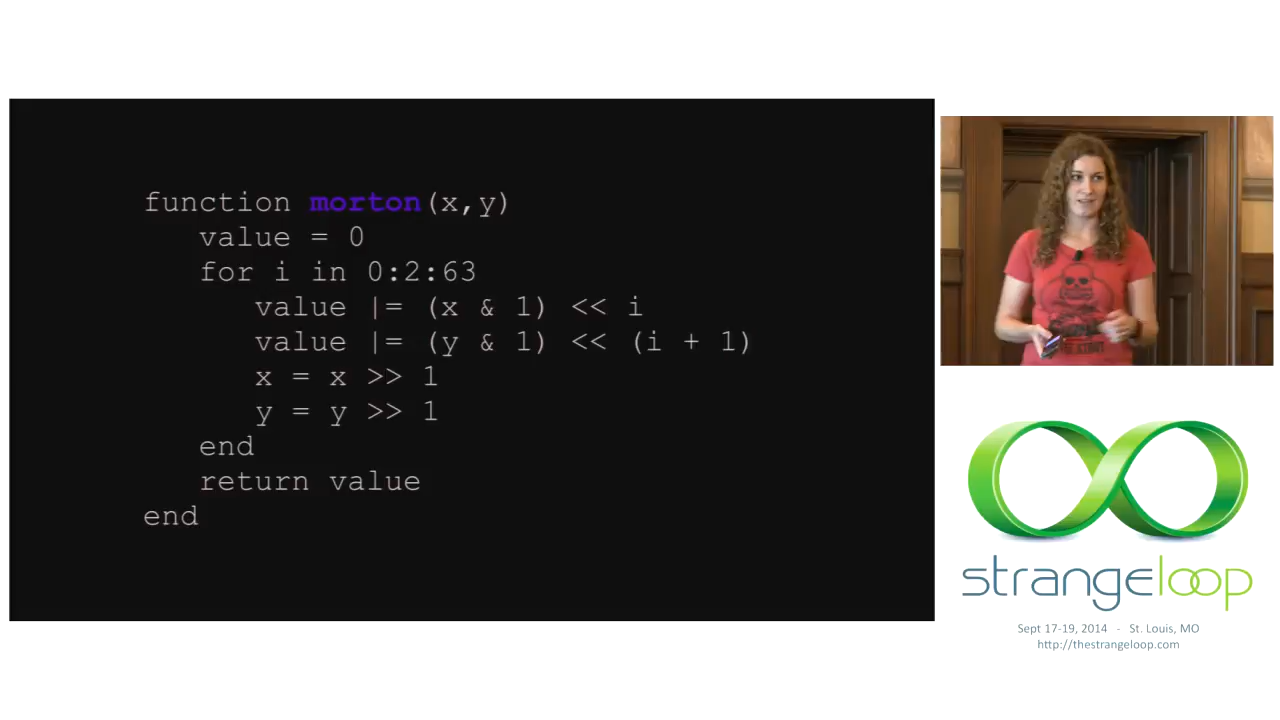 function morton(x,y)
value = 0
for i in 0:2:63
value |= (x & 1) << i
value |= (y & 1) << (i + 1)
x = x >> 1
y = y >> 1
end
return value
end
strangeloop
Sept 17-19, 2014 - St. Louis, MO
http://thestrangeloop.com